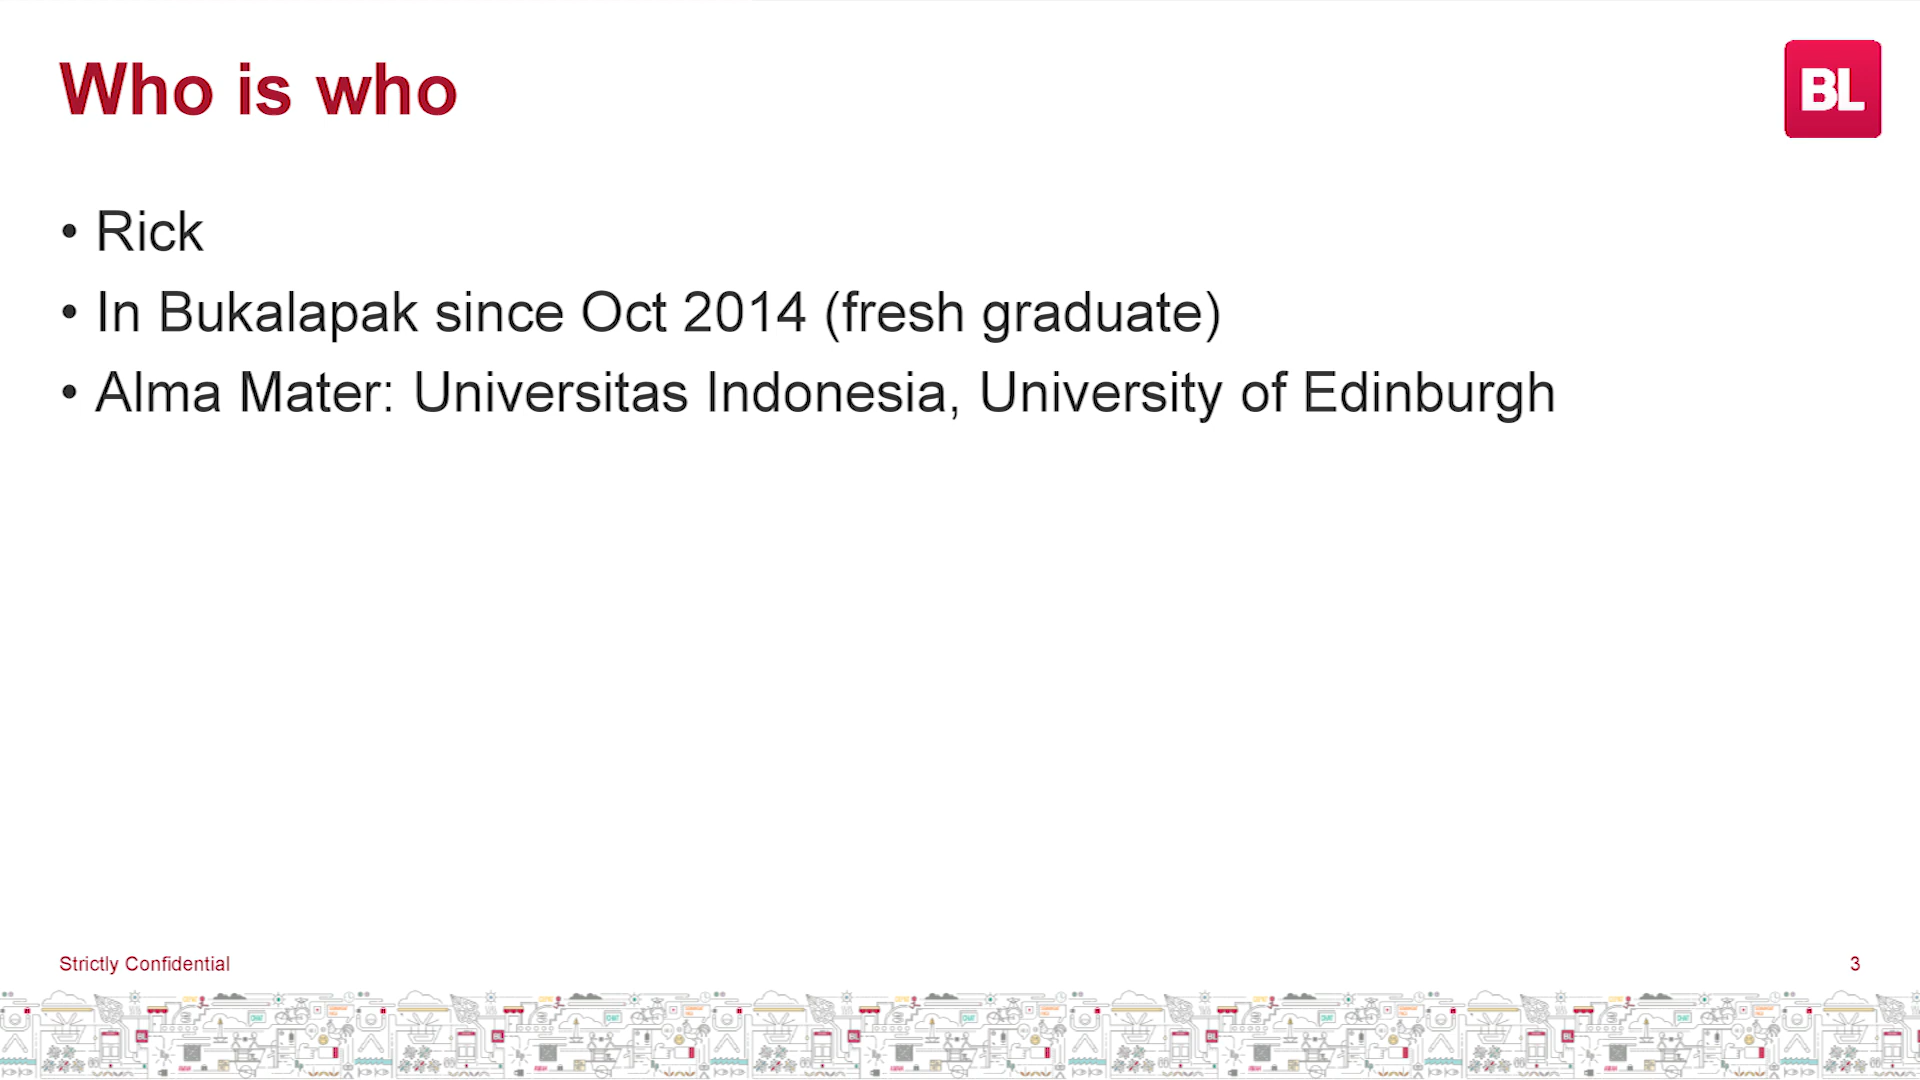 Who is who
BL
• Rick
• In Bukalapak since Oct 2014 (fresh graduate)
• Alma Mater: Universitas Indonesia, University of Edinburgh
Strictly Confidential
3